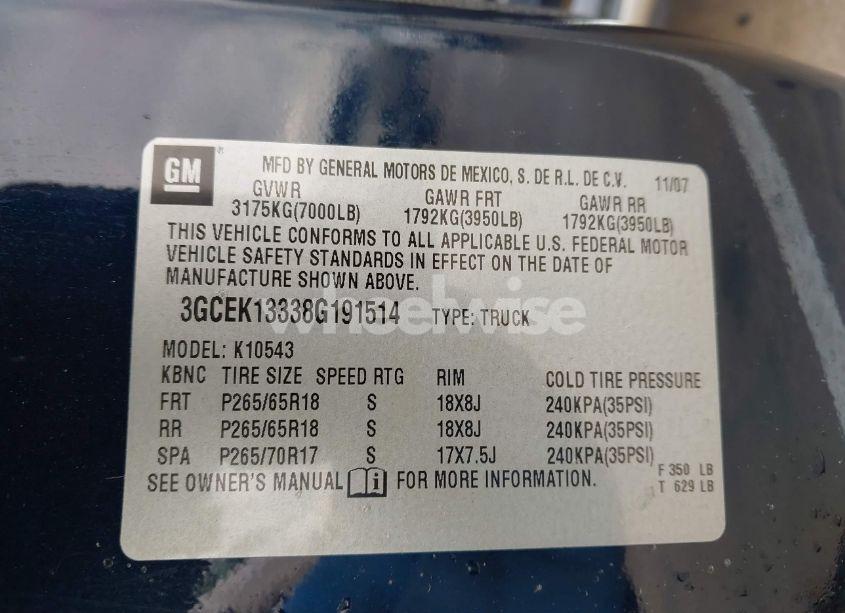 GM
MFD BY GENERAL MOTORS DE MEXICO, S. DE R.L. DE C.V. 11/07
GVWR GAWR FRT GAWR RR
3175KG(7000LB) 1792KG(3950LB) 1792KG(3950LB)
THIS VEHICLE CONFORMS TO ALL APPLICABLE U.S. FEDERAL MOTOR
VEHICLE SAFETY STANDARDS IN EFFECT ON THE DATE OF
MANUFACTURE SHOWN ABOVE.
3GCEK13338G191514 TYPE: TRUCK
wheelwise
MODEL: K10543
KBNC TIRE SIZE SPEED RTG RIM COLD TIRE PRESSURE
FRT P265/65R18 S 18X8J 240KPA(35PSI)
RR P265/65R18 S 18X8J 240KPA(35PSI)
SPA P265/70R17 S 17X7.5J 240KPA(35PSI)
SEE OWNER'S MANUAL i FOR MORE INFORMATION.
F 350 LB
T 629 LB